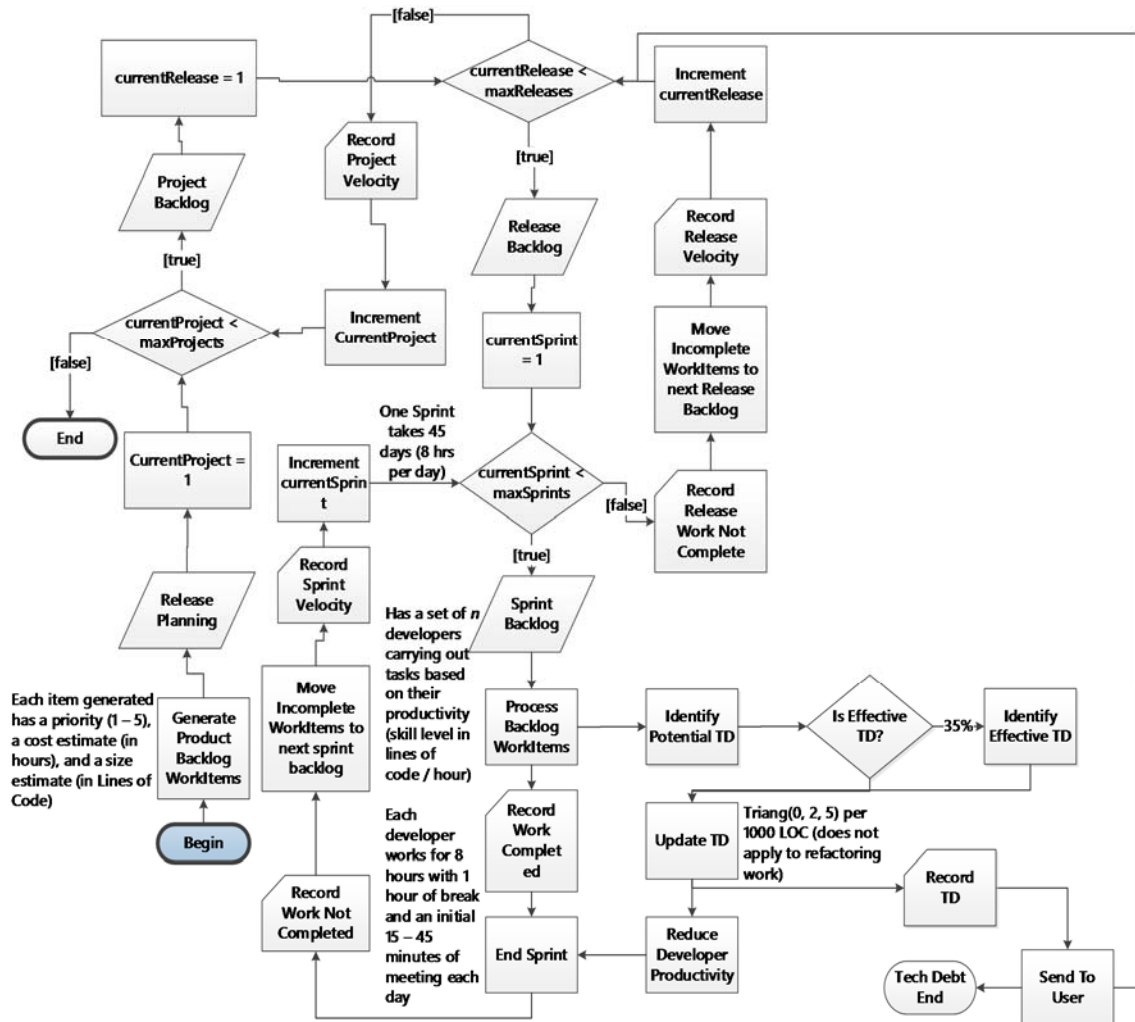 [false]
currentRelease = 1
currentRelease <
maxReleases
Increment
currentRelease
Record
Project
Velocity
[true]
Project
Backlog
Release
Backlog
Record
Release
Velocity
[true]
currentProject <
maxProjects
Increment
CurrentProject
currentSprint
= 1
Move
Incomplete
WorkItems to
next Release
Backlog
[false]
End
CurrentProject =
1
Increment
currentSprin
t
One Sprint
takes 45
days (8 hrs
per day)
currentSprint <
maxSprints
[false]
Record
Release
Work Not
Complete
[true]
Release
Planning
Record
Sprint
Velocity
Sprint
Backlog
Has a set of n
developers
carrying out
tasks based
on their
productivity
(skill level in
lines of
code / hour)
Each item generated
has a priority (1 – 5),
a cost estimate (in
hours), and a size
estimate (in Lines of
Code)
Generate
Product
Backlog
WorkItems
Move
Incomplete
WorkItems to
next sprint
backlog
Process
Backlog
WorkItems
Identify
Potential TD
Is Effective
TD?
35%
Identify
Effective TD
Begin
Each
developer
works for 8
hours with 1
hour of break
and an initial
15 – 45
minutes of
meeting each
day
Record
Work
Complet
ed
Update TD
Triang(0, 2, 5) per
1000 LOC (does not
apply to refactoring
work)
Record
TD
Record
Work Not
Completed
End Sprint
Reduce
Developer
Productivity
Tech Debt
End
Send To
User